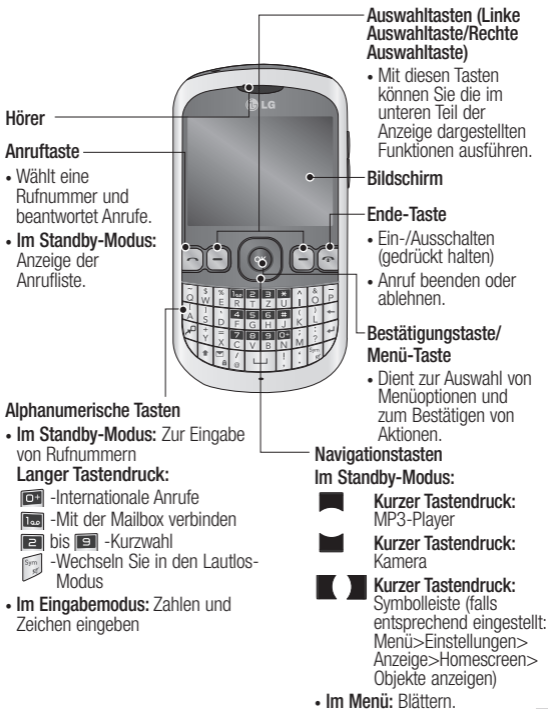 Auswahltasten (Linke
Auswahltaste/Rechte
Auswahltaste)
• Mit diesen Tasten
können Sie die im
unteren Teil der
Anzeige dargestellten
Funktionen ausführen.
Hörer
Anruftaste
• Wählt eine
Rufnummer und
beantwortet Anrufe.
• Im Standby-Modus:
Anzeige der
Anrufliste.
LG
OK
Bildschirm
Ende-Taste
• Ein-/Ausschalten
(gedrückt halten)
• Anruf beenden oder
ablehnen.
Bestätigungstaste/
Menü-Taste
• Dient zur Auswahl von
Menüoptionen und
zum Bestätigen von
Aktionen.
Alphanumerische Tasten
• Im Standby-Modus: Zur Eingabe
von Rufnummern
Langer Tastendruck:
0+ -Internationale Anrufe
1 -Mit der Mailbox verbinden
2 bis 9 -Kurzwahl
Sym -Wechseln Sie in den Lautlos-
Modus
• Im Eingabemodus: Zahlen und
Zeichen eingeben
Navigationstasten
Im Standby-Modus:
Kurzer Tastendruck:
MP3-Player
Kurzer Tastendruck:
Kamera
Kurzer Tastendruck:
Symbolleiste (falls
entsprechend eingestellt:
Menü>Einstellungen>
Anzeige>Homescreen>
Objekte anzeigen)
• Im Menü: Blättern.